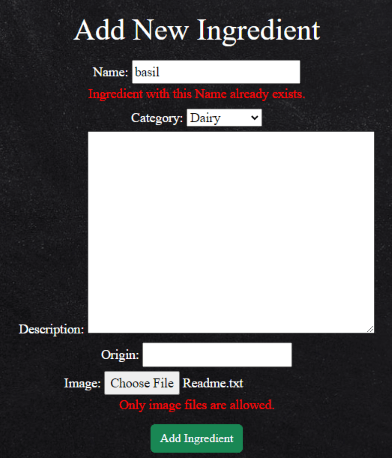 Add New Ingredient
Name: basil
Ingredient with this Name already exists.
Category: Dairy
Description:
Origin:
Image: Choose File Readme.txt
Only image files are allowed.
Add Ingredient